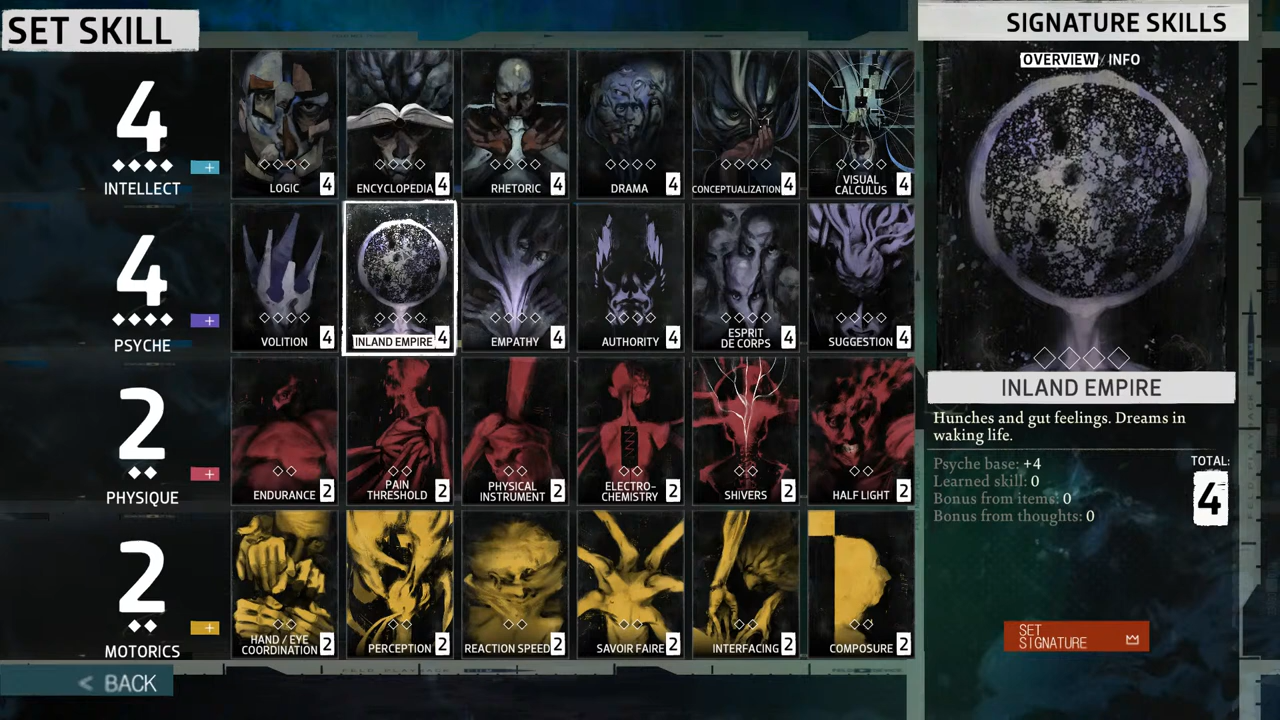 SET SKILL
SIGNATURE SKILLS
OVERVIEW / INFO
4
INTELLECT
+
LOGIC 4
ENCYCLOPEDIA 4
RHETORIC 4
DRAMA 4
CONCEPTUALIZATION 4
VISUAL
CALCULUS 4
4
PSYCHE
+
VOLITION 4
INLAND EMPIRE 4
EMPATHY 4
AUTHORITY 4
ESPRIT
DE CORPS 4
SUGGESTION 4
2
PHYSIQUE
+
ENDURANCE 2
PAIN
THRESHOLD 2
PHYSICAL
INSTRUMENT 2
ELECTRO-
CHEMISTRY 2
SHIVERS 2
HALF LIGHT 2
2
MOTORICS
+
HAND / EYE
COORDINATION 2
PERCEPTION 2
REACTION SPEED 2
SAVOIR FAIRE 2
INTERFACING 2
COMPOSURE 2
< BACK
INLAND EMPIRE
Hunches and gut feelings. Dreams in
waking life.
Psyche base: +4
Learned skill: 0
Bonus from items: 0
Bonus from thoughts: 0
TOTAL:
4
SET
SIGNATURE